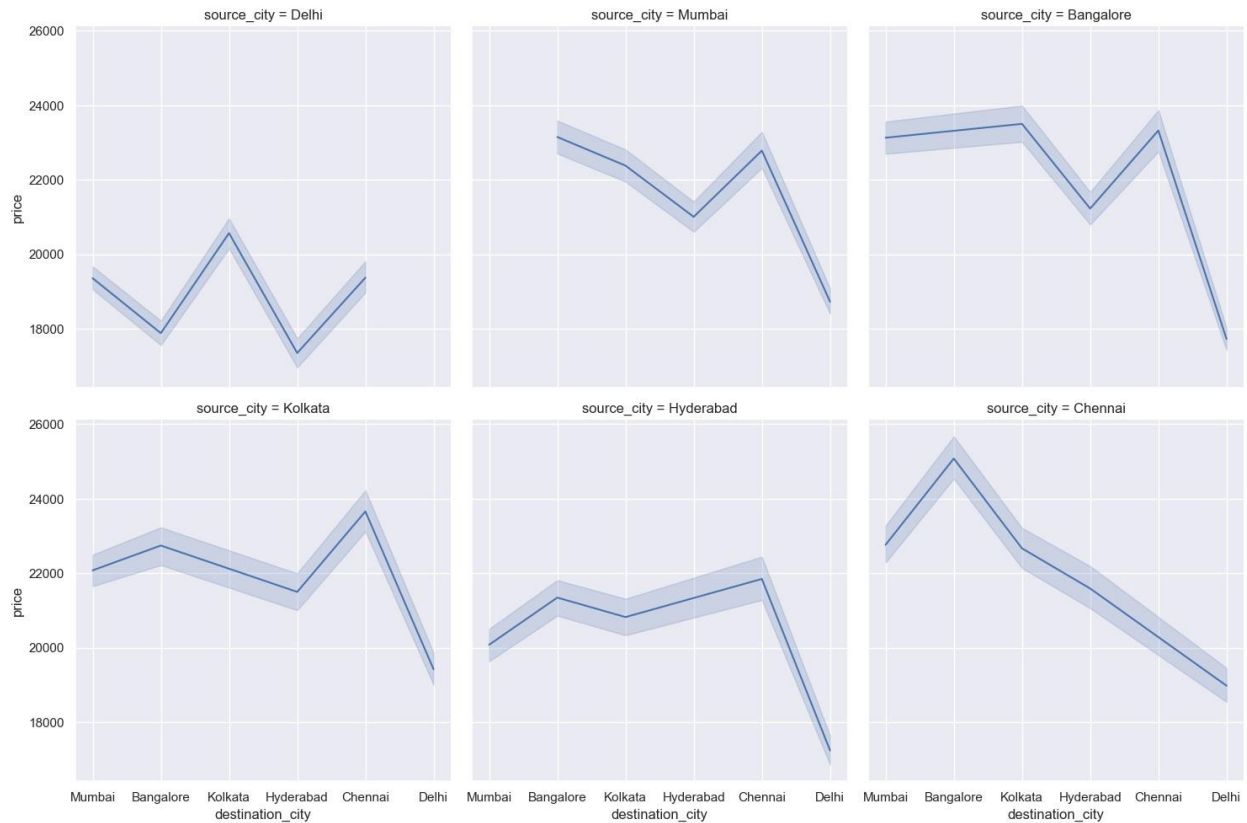 source_city = Delhi
source_city = Mumbai
source_city = Bangalore
26000
24000
22000
20000
18000
price
source_city = Kolkata
source_city = Hyderabad
source_city = Chennai
26000
24000
22000
20000
18000
price
Mumbai Bangalore Kolkata Hyderabad Chennai Delhi
Mumbai Bangalore Kolkata Hyderabad Chennai Delhi
Mumbai Bangalore Kolkata Hyderabad Chennai Delhi
destination_city
destination_city
destination_city